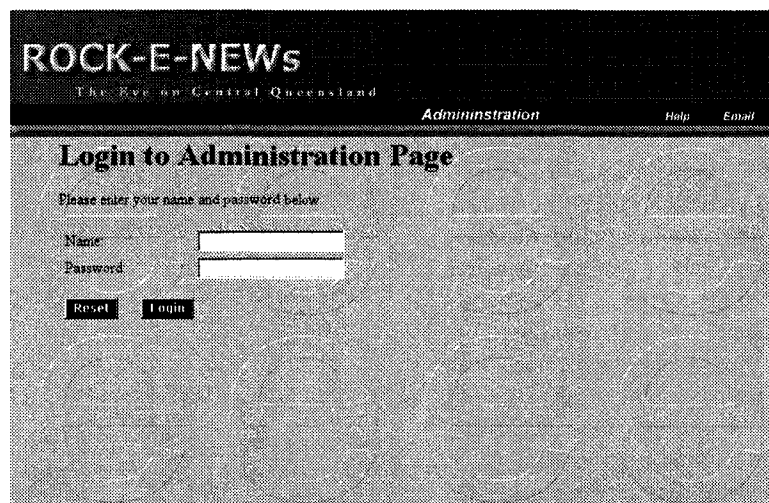 ROCK-E-NEWs
The Eye on Central Queensland
Admininstration Help Email
Login to Administration Page
Please enter your name and password below
Name:
Password
Reset Login